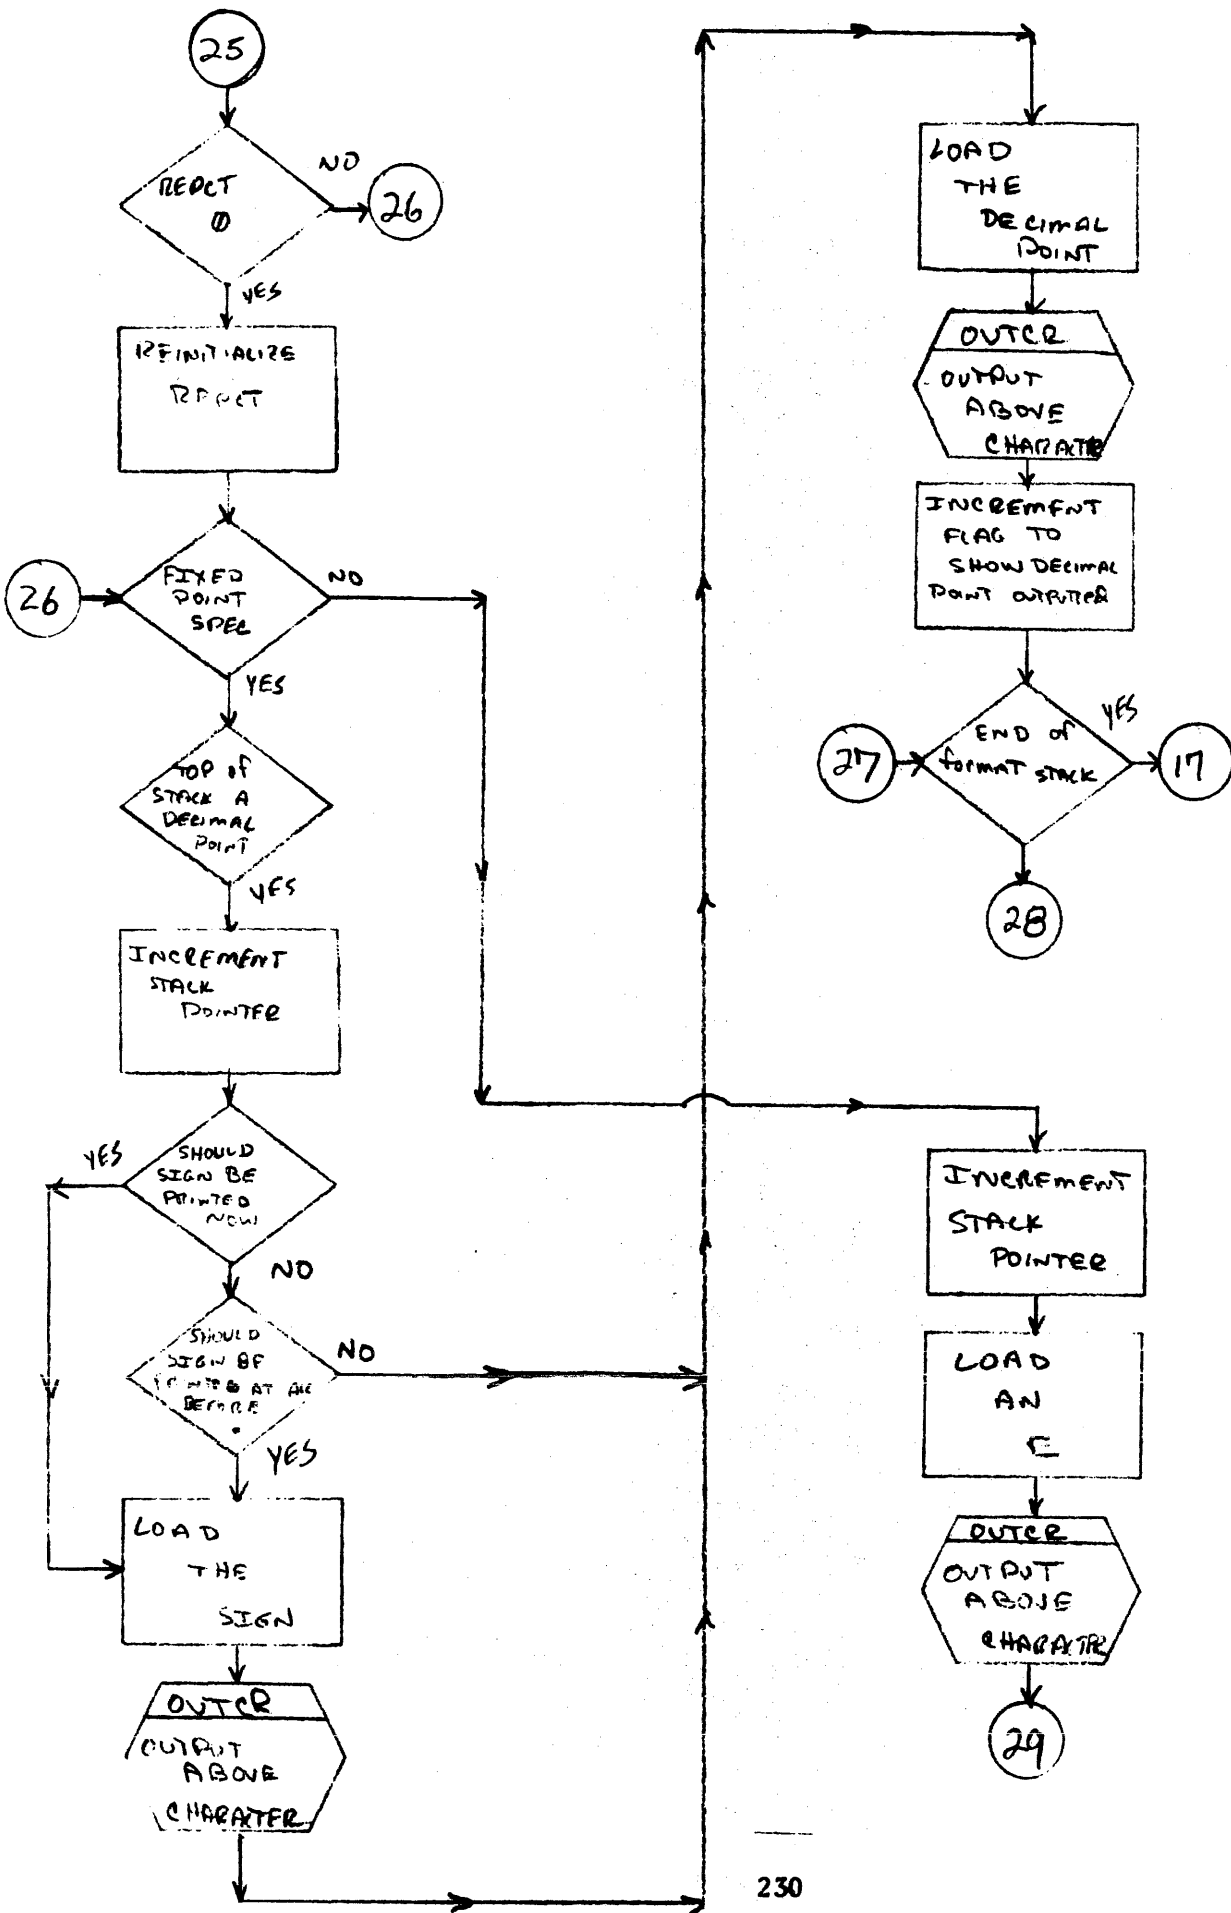 25
REPCT
0
NO
26
YES
REINITIALIZE
REPCT
26
FIXED
POINT
SPEC
NO
YES
TOP of
STACK A
DECIMAL
POINT
YES
INCREMENT
STACK
POINTER
YES
SHOULD
SIGN BE
PRINTED
NOW
NO
SHOULD
SIGN BE
PRINTED AT ALL
BEFORE
.
NO
YES
LOAD
THE
SIGN
OUTCR
OUTPUT
ABOVE
CHARACTER
LOAD
THE
DECIMAL
POINT
OUTCR
OUTPUT
ABOVE
CHARACTER
INCREMENT
FLAG TO
SHOW DECIMAL
POINT OUTPUTTED
27
END of
format STACK
YES
17
28
INCREMENT
STACK
POINTER
LOAD
AN
E
OUTCR
OUTPUT
ABOVE
CHARACTER
29
230